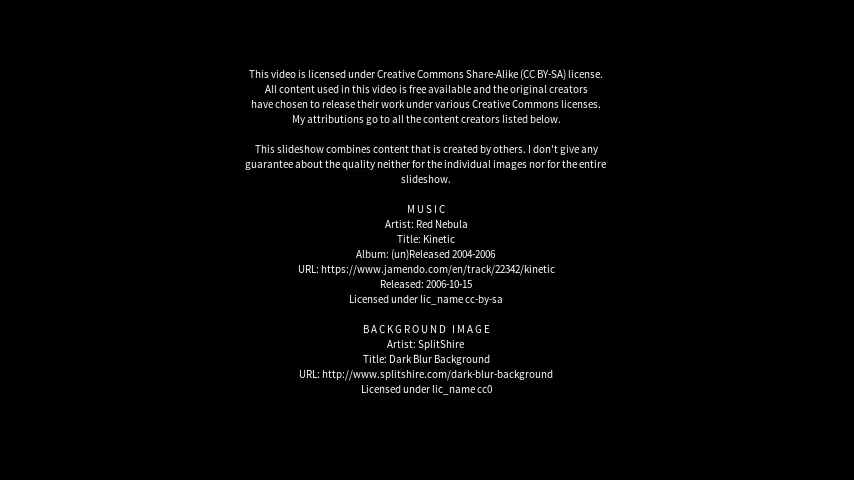 This video is licensed under Creative Commons Share-Alike (CC BY-SA) license.
All content used in this video is free available and the original creators
have chosen to release their work under various Creative Commons licenses.
My attributions go to all the content creators listed below.
This slideshow combines content that is created by others. I don't give any
guarantee about the quality neither for the individual images nor for the entire
slideshow.
MUSIC
Artist: Red Nebula
Title: Kinetic
Album: (un)Released 2004-2006
URL: https://www.jamendo.com/en/track/22342/kinetic
Released: 2006-10-15
Licensed under lic_name cc-by-sa
BACKGROUND IMAGE
Artist: SplitShire
Title: Dark Blur Background
URL: http://www.splitshire.com/dark-blur-background
Licensed under lic_name cc0